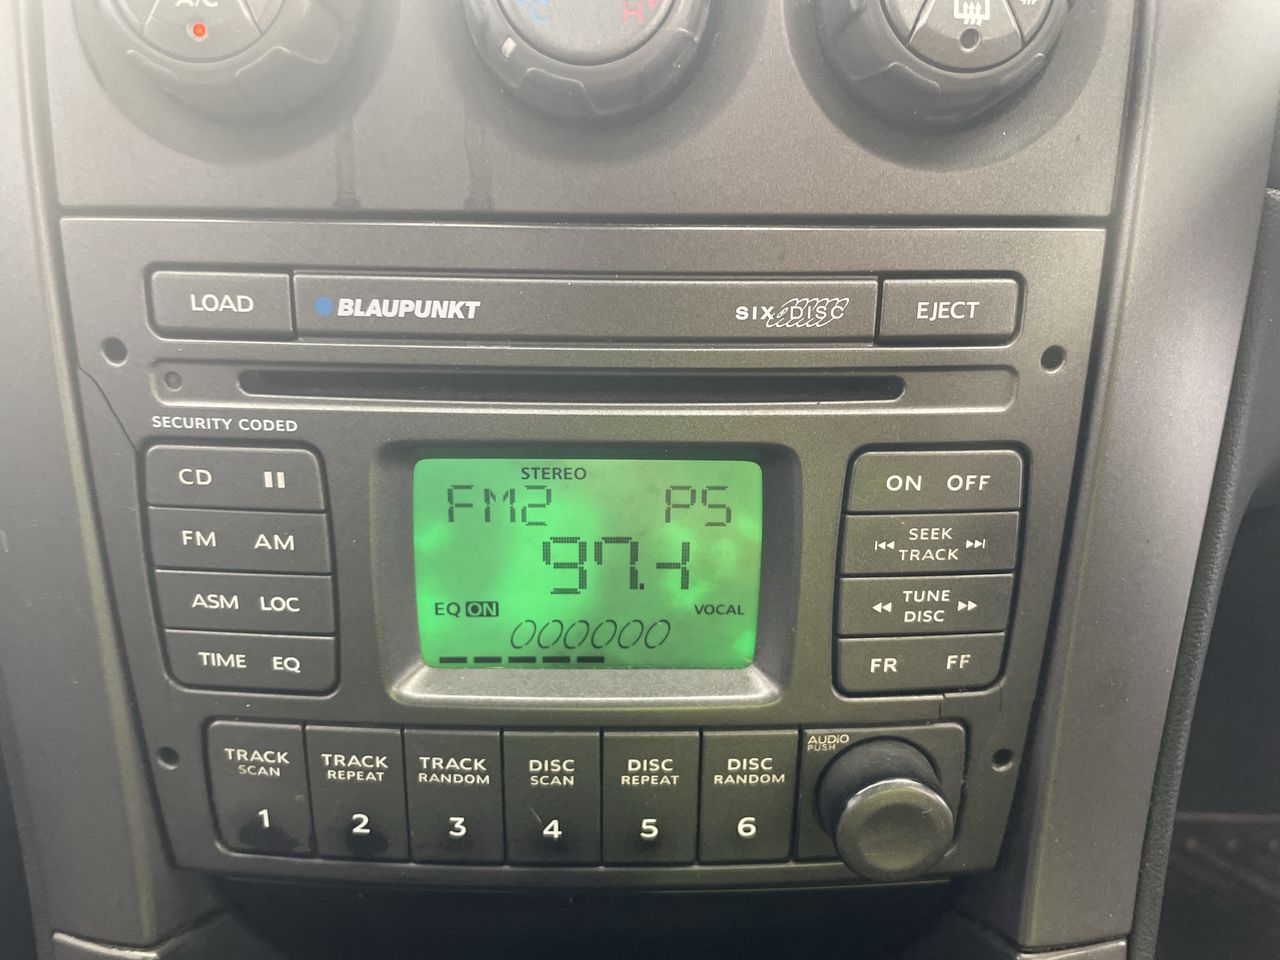 A/C
C H
LOAD BLAUPUNKT SIX DISC EJECT
SECURITY CODED
CD
FM AM
ASM LOC
TIME EQ
STEREO
FM2 PS
97.4
EQ ON VOCAL
000000
ON OFF
SEEK
TRACK
TUNE
DISC
FR FF
TRACK
SCAN
1
TRACK
REPEAT
2
TRACK
RANDOM
3
DISC
SCAN
4
DISC
REPEAT
5
DISC
RANDOM
6
AUDIO
PUSH